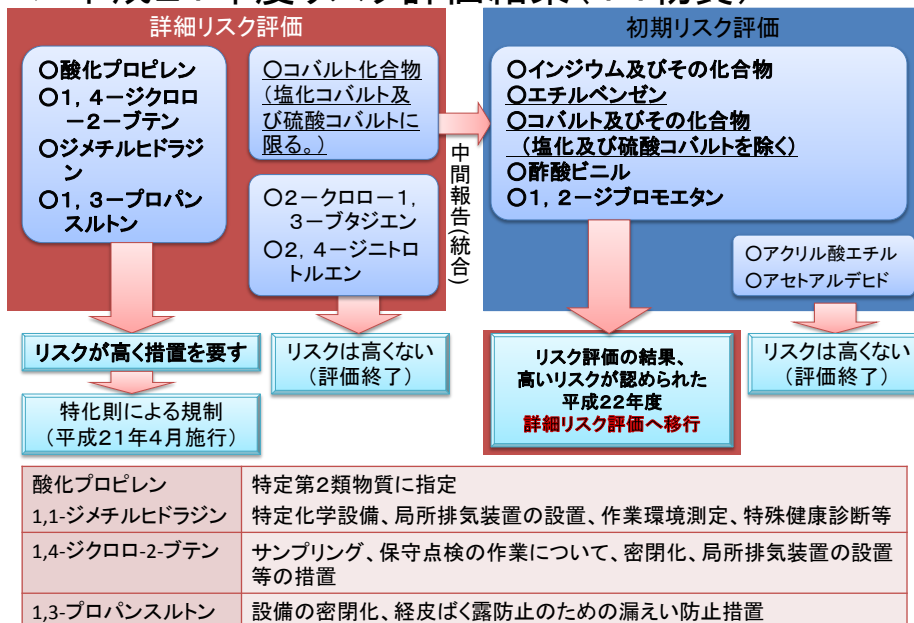 詳細リスク評価
○酸化プロピレン
○1，4－ジクロロ
－2－ブテン
○ジメチルヒドラジ
ン
○1，3－プロパン
スルトン
○コバルト化合物
（塩化コバルト及
び硫酸コバルトに
限る。）
○2－クロロ－1，
3－ブタジエン
○2，4－ジニトロ
トルエン
中間報告(統合)
初期リスク評価
○インジウム及びその化合物
○エチルベンゼン
○コバルト及びその化合物
（塩化及び硫酸コバルトを除く）
○酢酸ビニル
○1，2－ジブロモエタン
○アクリル酸エチル
○アセトアルデヒド
リスクが高く措置を要す
特化則による規制
（平成21年4月施行）
リスクは高くない
（評価終了）
リスク評価の結果、
高いリスクが認められた
平成22年度
詳細リスク評価へ移行
リスクは高くない
（評価終了）
酸化プロピレン 特定第2類物質に指定
1,1-ジメチルヒドラジン 特定化学設備、局所排気装置の設置、作業環境測定、特殊健康診断等
1,4-ジクロロ-2-ブテン サンプリング、保守点検の作業について、密閉化、局所排気装置の設置
等の措置
1,3-プロパンスルトン 設備の密閉化、経皮ばく露防止のための漏えい防止措置